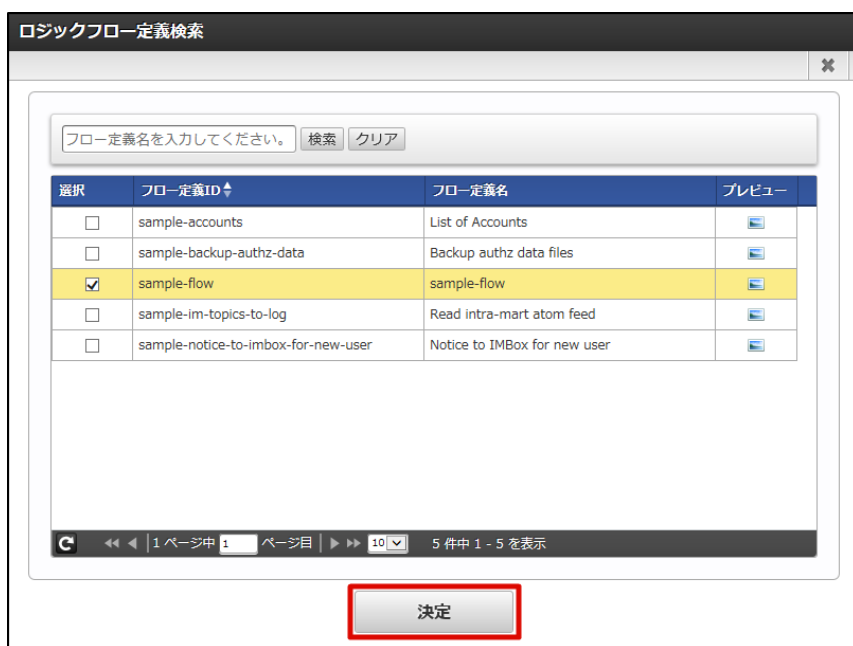 ロジックフロー定義検索
フロー定義名を入力してください。 検索 クリア
選択 フロー定義ID フロー定義名 プレビュー
sample-accounts List of Accounts
sample-backup-authz-data Backup authz data files
sample-flow sample-flow
sample-im-topics-to-log Read intra-mart atom feed
sample-notice-to-imbox-for-new-user Notice to IMBox for new user
1 ページ中 1 ページ目 10 5 件中 1 - 5 を表示
決定